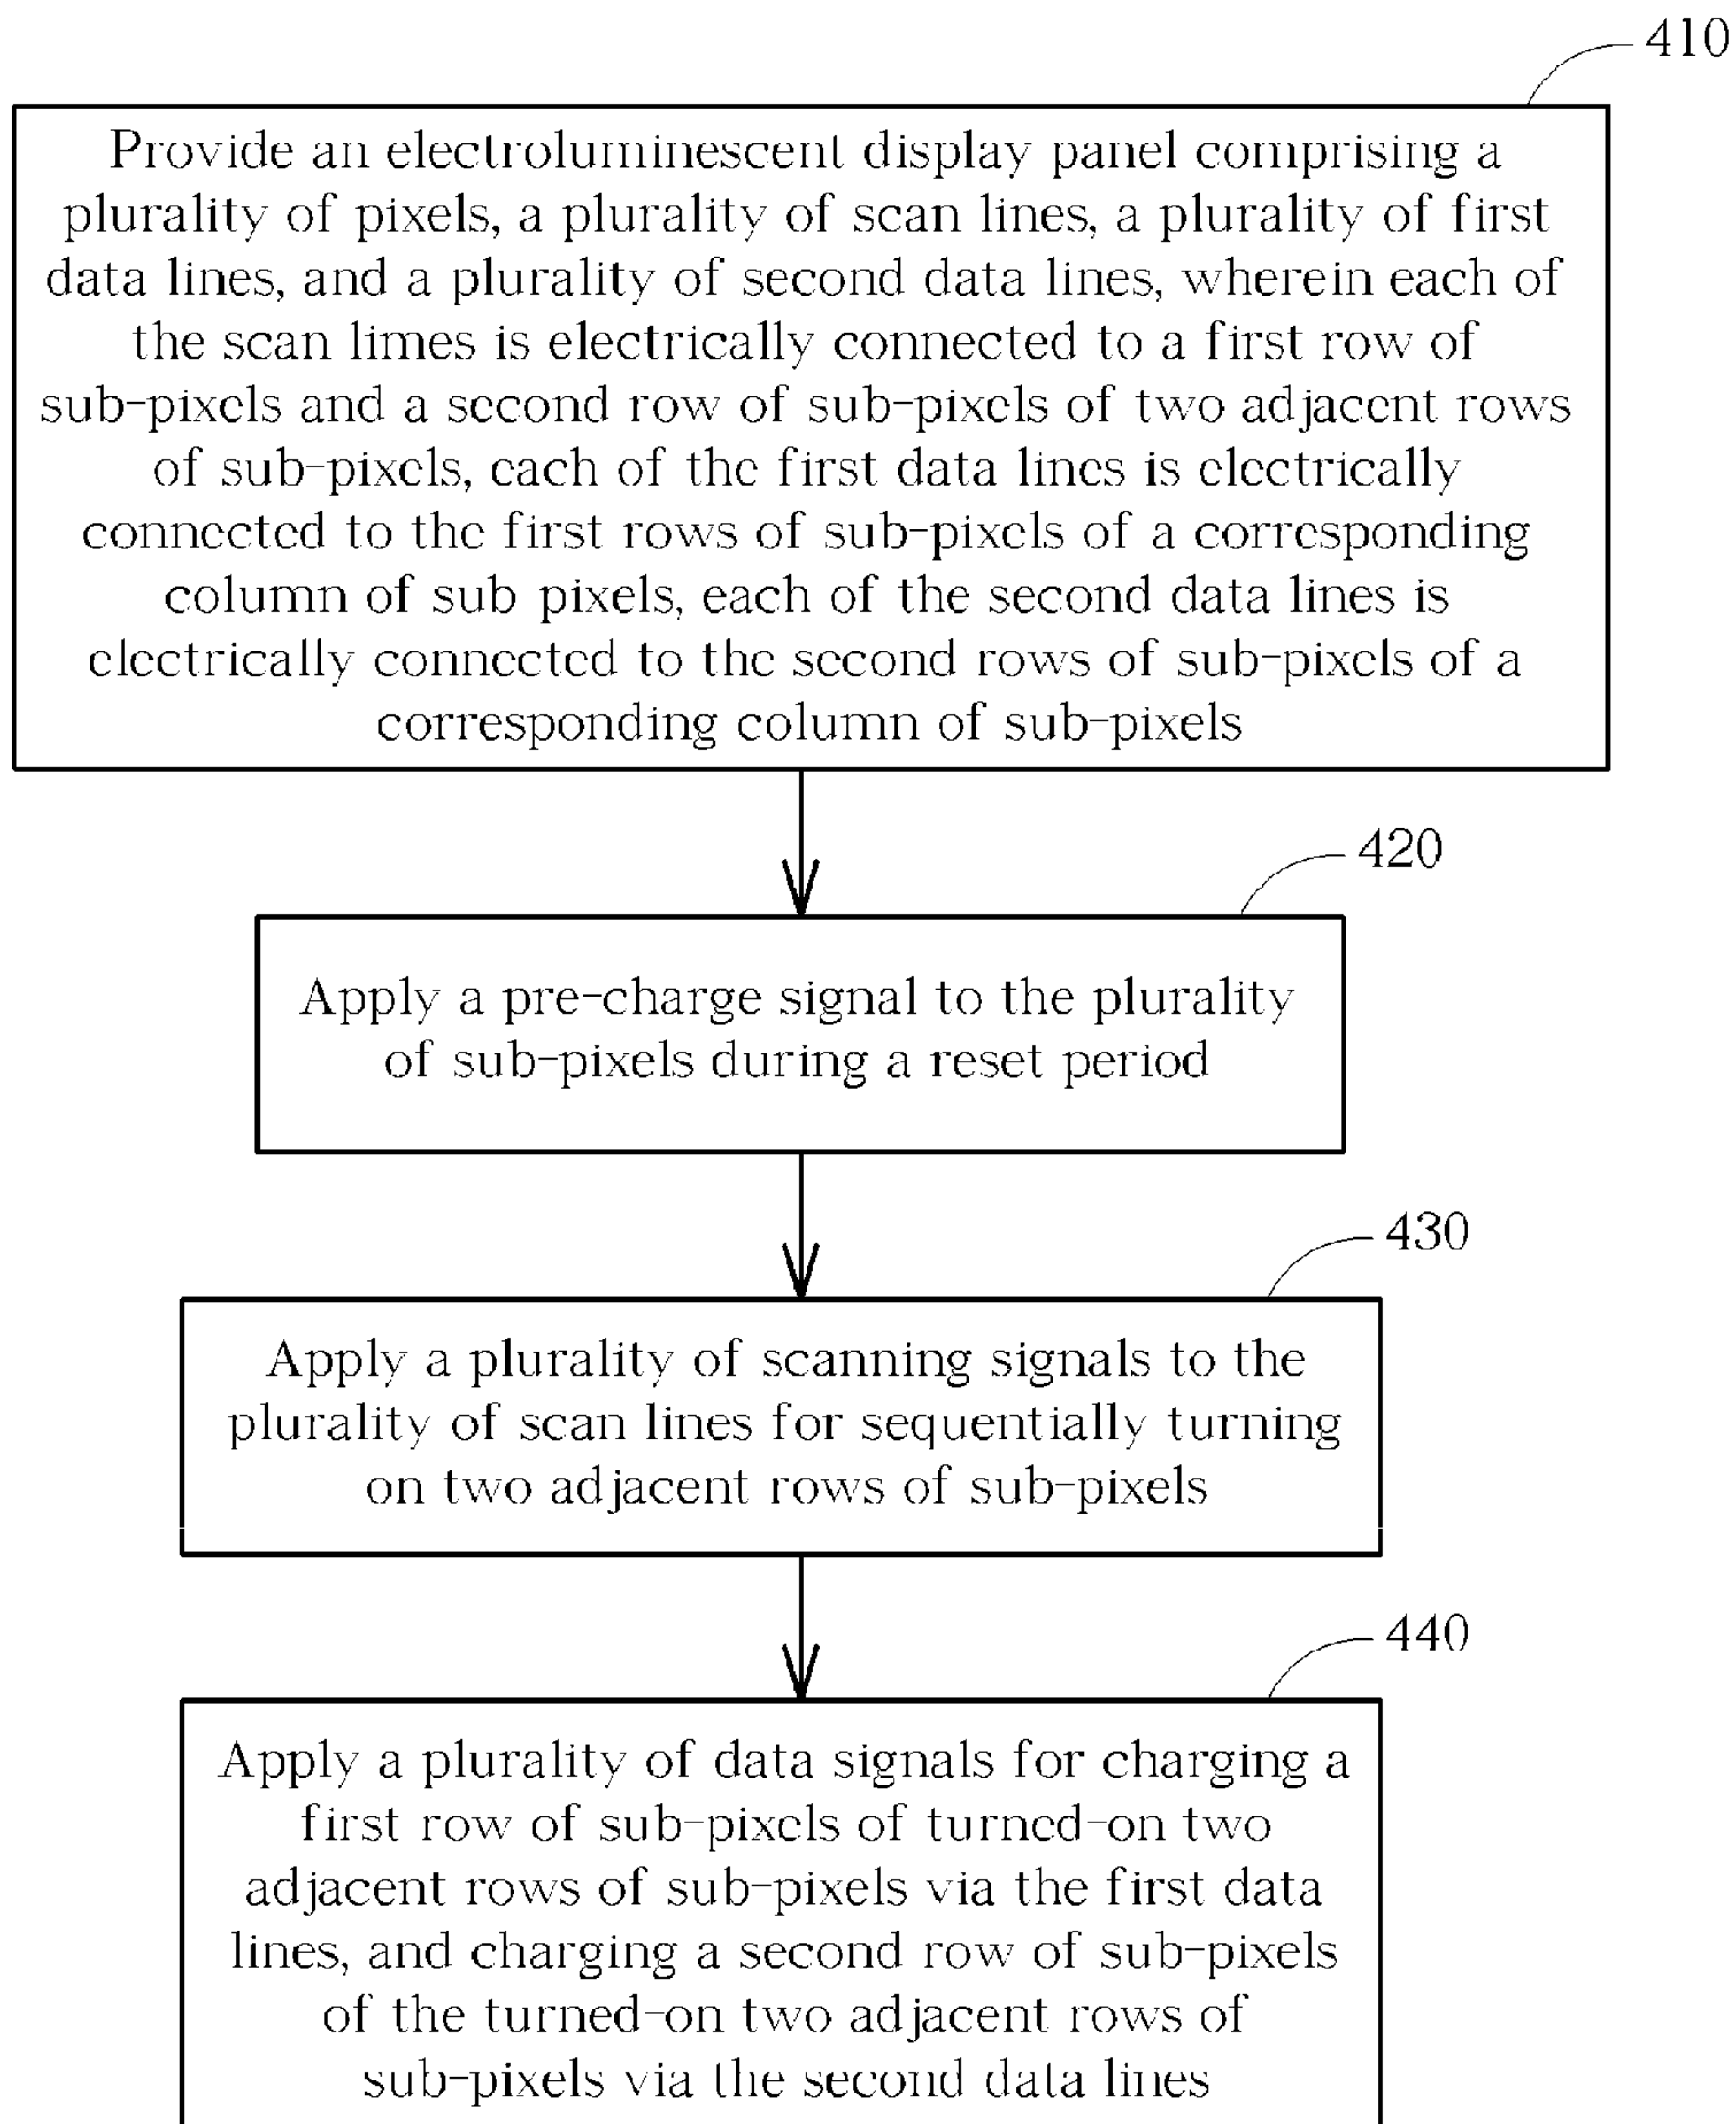 410
Provide an electroluminescent display panel comprising a
plurality of pixels, a plurality of scan lines, a plurality of first
data lines, and a plurality of second data lines, wherein each of
the scan limes is electrically connected to a first row of
sub-pixels and a second row of sub-pixels of two adjacent rows
of sub-pixels, each of the first data lines is electrically
connected to the first rows of sub-pixels of a corresponding
column of sub pixels, each of the second data lines is
electrically connected to the second rows of sub-pixels of a
corresponding column of sub-pixels
420
Apply a pre-charge signal to the plurality
of sub-pixels during a reset period
430
Apply a plurality of scanning signals to the
plurality of scan lines for sequentially turning
on two adjacent rows of sub-pixels
440
Apply a plurality of data signals for charging a
first row of sub-pixels of turned-on two
adjacent rows of sub-pixels via the first data
lines, and charging a second row of sub-pixels
of the turned-on two adjacent rows of
sub-pixels via the second data lines